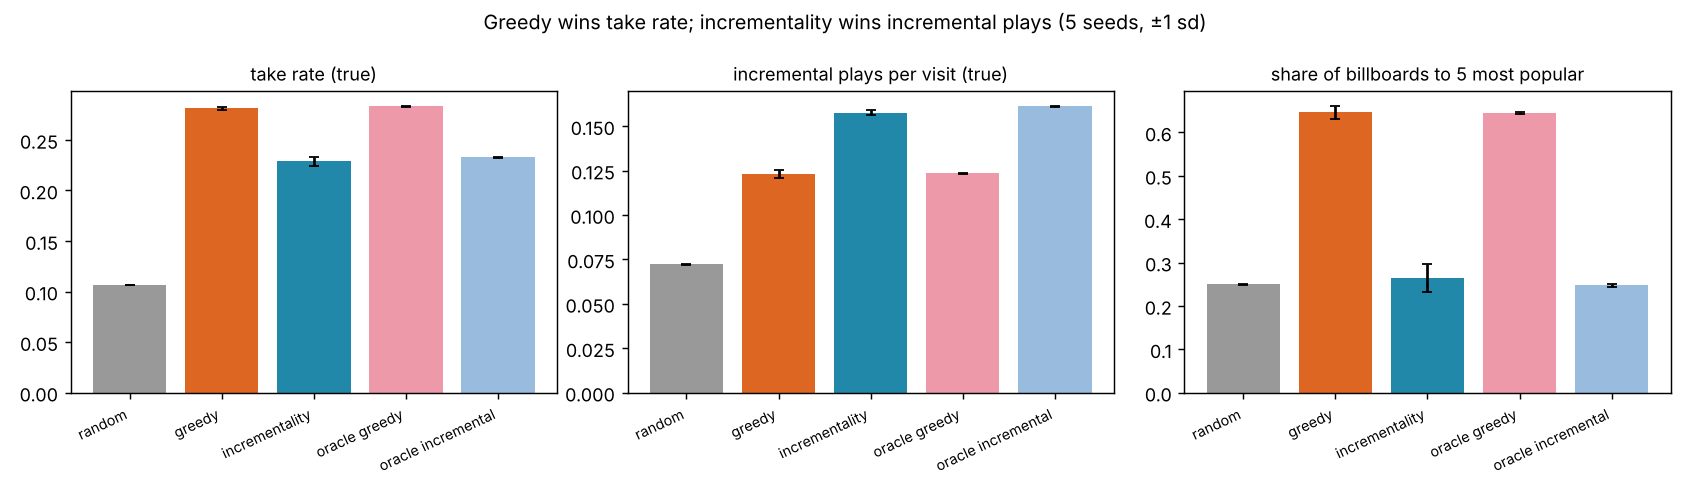 Greedy wins take rate; incrementality wins incremental plays (5 seeds, ±1 sd)
take rate (true)
0.25
0.20
0.15
0.10
0.05
0.00
random
greedy
incrementality
oracle greedy
oracle incremental
incremental plays per visit (true)
0.150
0.125
0.100
0.075
0.050
0.025
0.000
random
greedy
incrementality
oracle greedy
oracle incremental
share of billboards to 5 most popular
0.6
0.5
0.4
0.3
0.2
0.1
0.0
random
greedy
incrementality
oracle greedy
oracle incremental